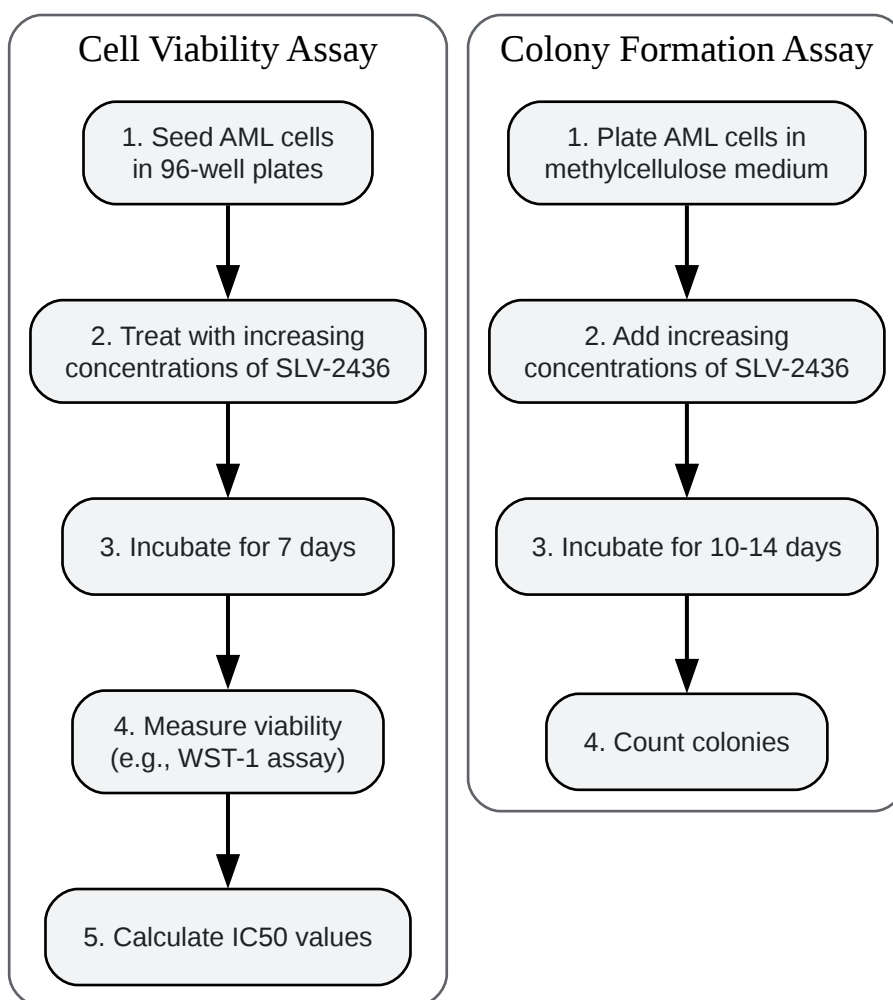 Cell Viability Assay
1. Seed AML cells
in 96-well plates
2. Treat with increasing
concentrations of SLV-2436
3. Incubate for 7 days
4. Measure viability
(e.g., WST-1 assay)
5. Calculate IC50 values
Colony Formation Assay
1. Plate AML cells in
methylcellulose medium
2. Add increasing
concentrations of SLV-2436
3. Incubate for 10-14 days
4. Count colonies